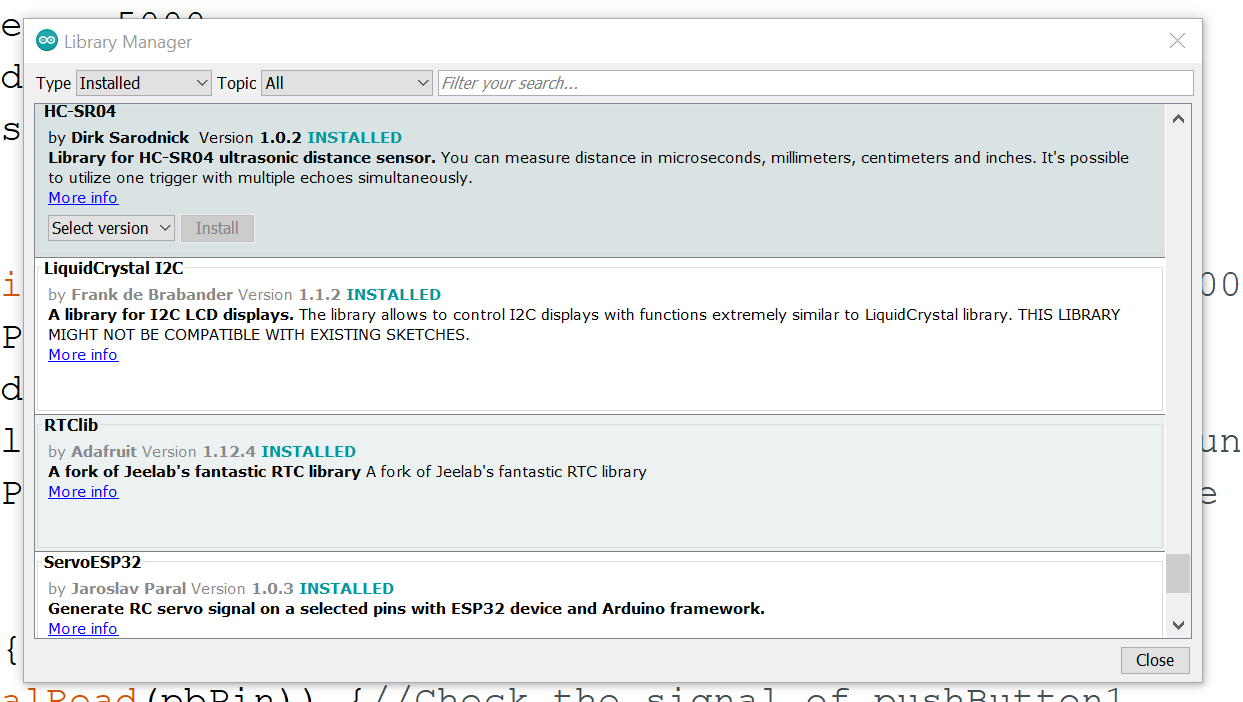 e 5000
Library Manager
d
Type Installed Topic All Filter your search...
HC-SR04
s
by Dirk Sarodnick Version 1.0.2 INSTALLED
Library for HC-SR04 ultrasonic distance sensor. You can measure distance in microseconds, millimeters, centimeters and inches. It's possible
to utilize one trigger with multiple echoes simultaneously.
More info
Select version Install
LiquidCrystal I2C
i 00
by Frank de Brabander Version 1.1.2 INSTALLED
A library for I2C LCD displays. The library allows to control I2C displays with functions extremely similar to LiquidCrystal library. THIS LIBRARY
P
MIGHT NOT BE COMPATIBLE WITH EXISTING SKETCHES.
More info
d
RTClib
l un
by Adafruit Version 1.12.4 INSTALLED
A fork of Jeelab's fantastic RTC library A fork of Jeelab's fantastic RTC library
P e
More info
ServoESP32
by Jaroslav Paral Version 1.0.3 INSTALLED
Generate RC servo signal on a selected pins with ESP32 device and Arduino framework.
More info
{
Close
alRead(pbPin)) {//Check the signal of pushButton1